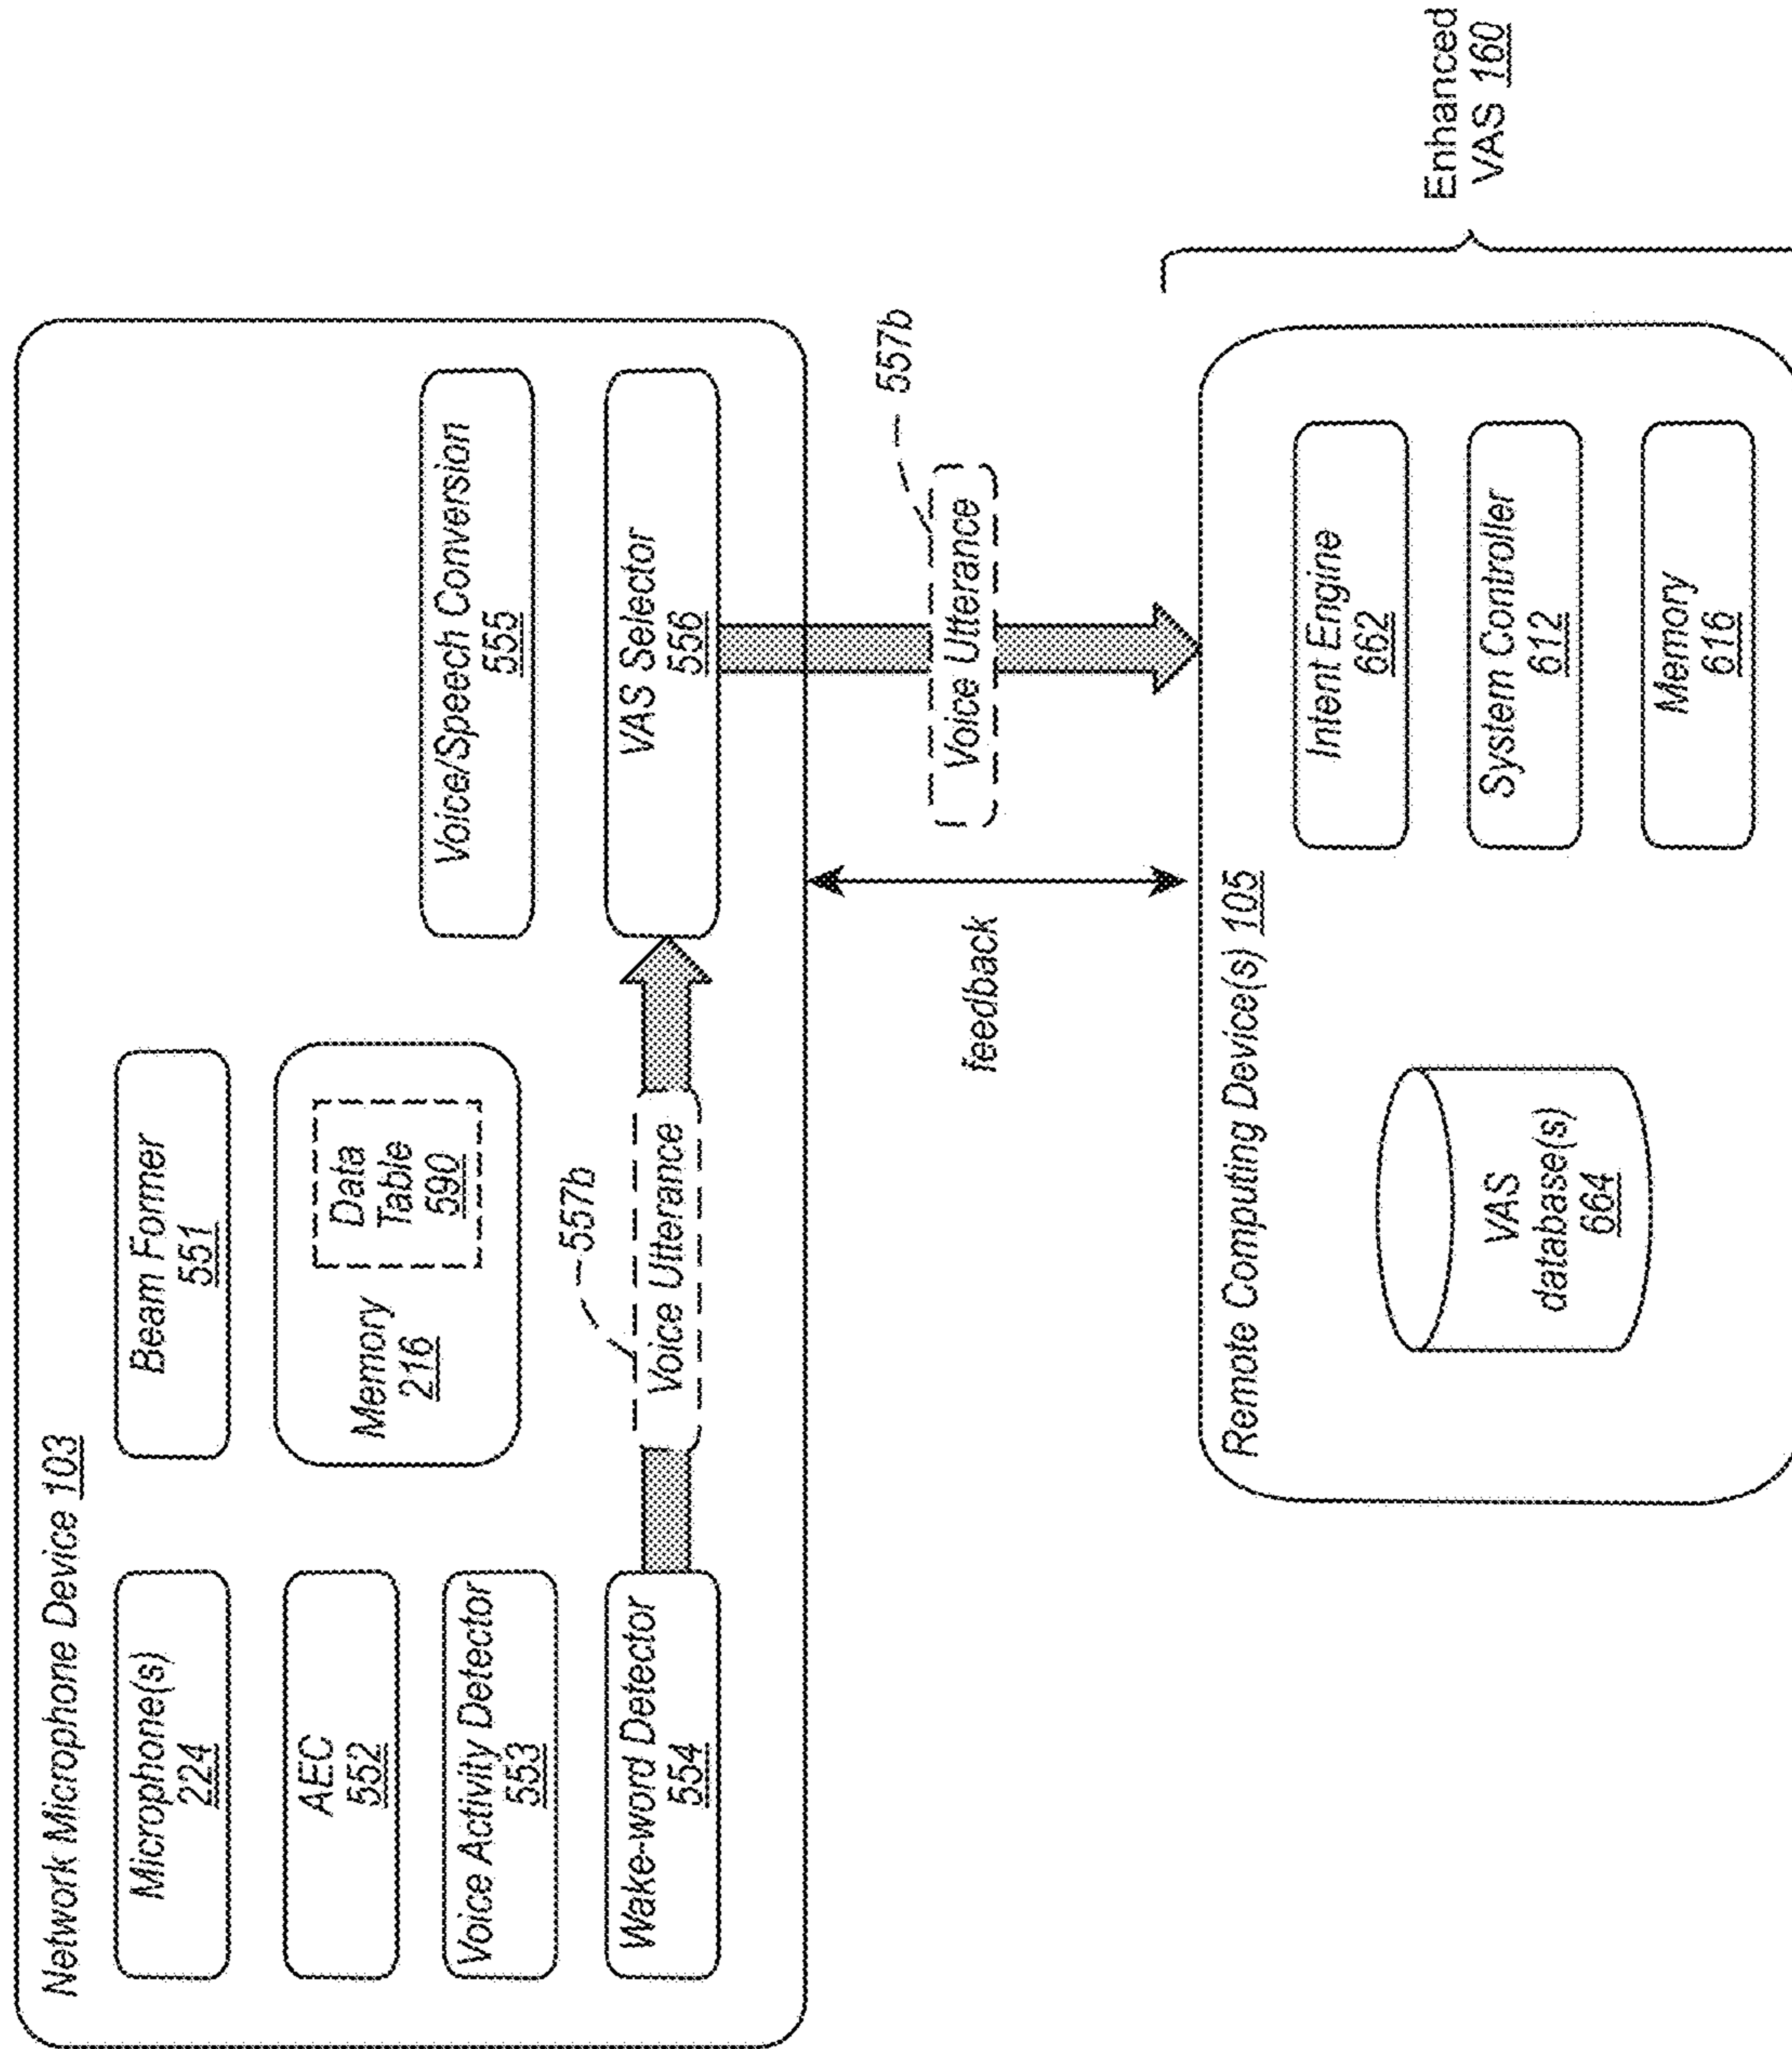 Network Microphone Device 103
Microphone(s)
224
AEC
552
Voice Activity Detector
553
Wake-word Detector
554
Beam Former
551
Memory
216
Data
Table
590
557b
Voice Utterance
Voice/Speech Conversion
555
VAS Selector
556
feedback
Voice Utterance
557b
Remote Computing Device(s) 105
VAS
database(s)
664
Intent Engine
662
System Controller
612
Memory
616
Enhanced
VAS 160